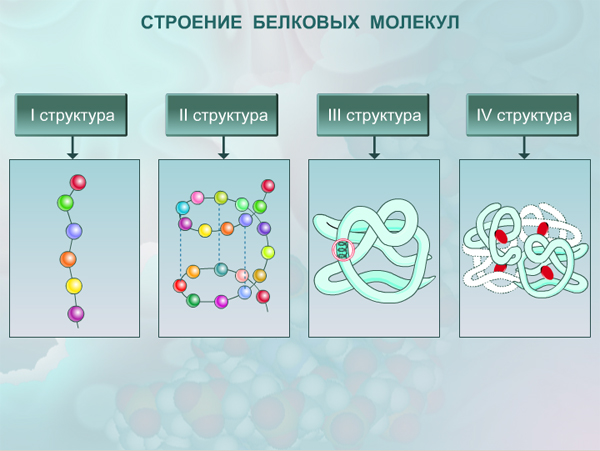 СТРОЕНИЕ БЕЛКОВЫХ МОЛЕКУЛ
I структура
II структура
III структура
IV структура